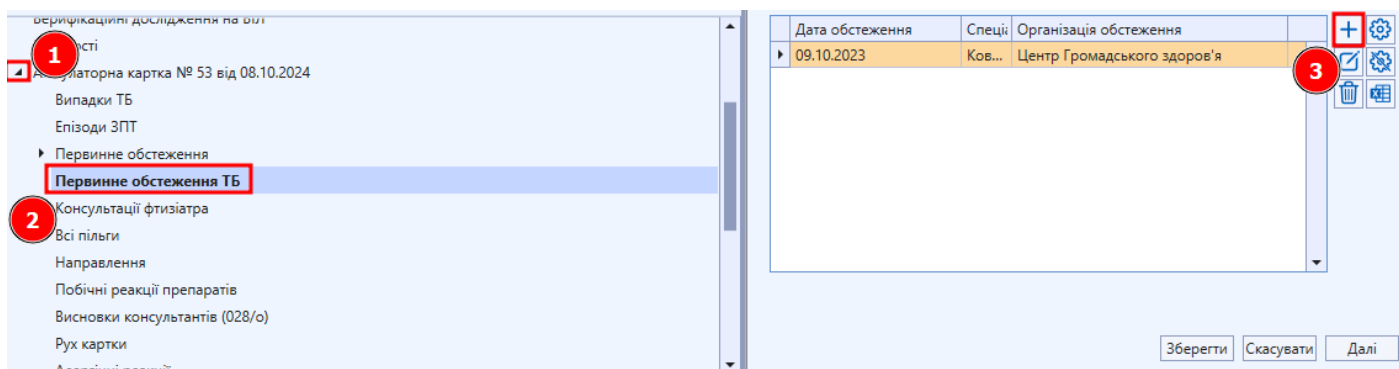 Верифікаційні дослідження на ВІЛ
1
Амбулаторна картка № 53 від 08.10.2024
Випадки ТБ
Епізоди ЗПТ
Первинне обстеження
Первинне обстеження ТБ
2
Консультації фтизіатра
Всі пільги
Направлення
Побічні реакції препаратів
Висновки консультантів (028/о)
Рух картки
Дата обстеження Спеці Організація обстеження
09.10.2023 Ков... Центр Громадського здоров'я
3
Зберегти Скасувати Далі